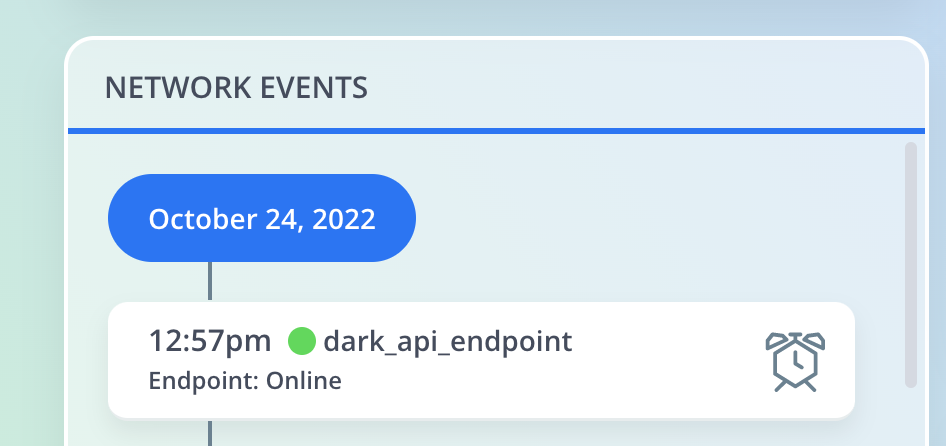 NETWORK EVENTS
October 24, 2022
12:57pm dark_api_endpoint
Endpoint: Online